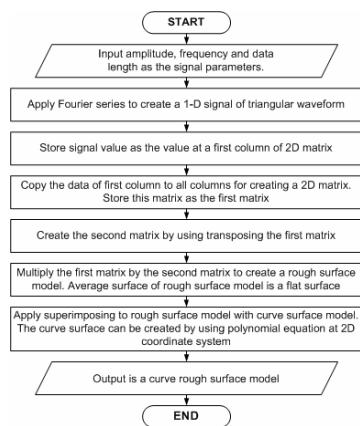 START
Input amplitude, frequency and data
length as the signal parameters.
Apply Fourier series to create a 1-D signal of triangular waveform
Store signal value as the value at a first column of 2D matrix
Copy the data of first column to all columns for creating a 2D matrix.
Store this matrix as the first matrix
Create the second matrix by using transposing the first matrix
Multiply the first matrix by the second matrix to create a rough surface
model. Average surface of rough surface model is a flat surface
Apply superimposing to rough surface model with curve surface model.
The curve surface can be created by using polynomial equation at 2D
coordinate system
Output is a curve rough surface model
END